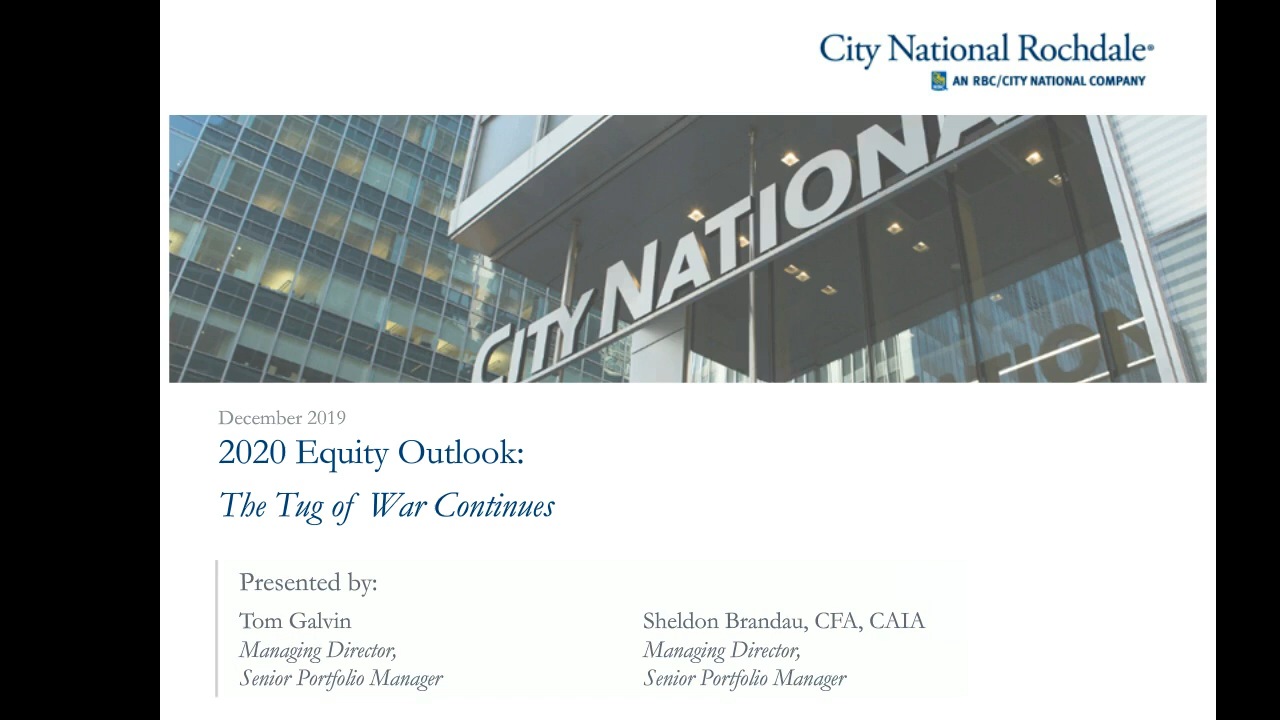 City National Rochdale®
RBC AN RBC/CITY NATIONAL COMPANY
CITY NATIONA
TION
December 2019
2020 Equity Outlook:
The Tug of War Continues
Presented by:
Tom Galvin
Managing Director,
Senior Portfolio Manager
Sheldon Brandau, CFA, CAIA
Managing Director,
Senior Portfolio Manager